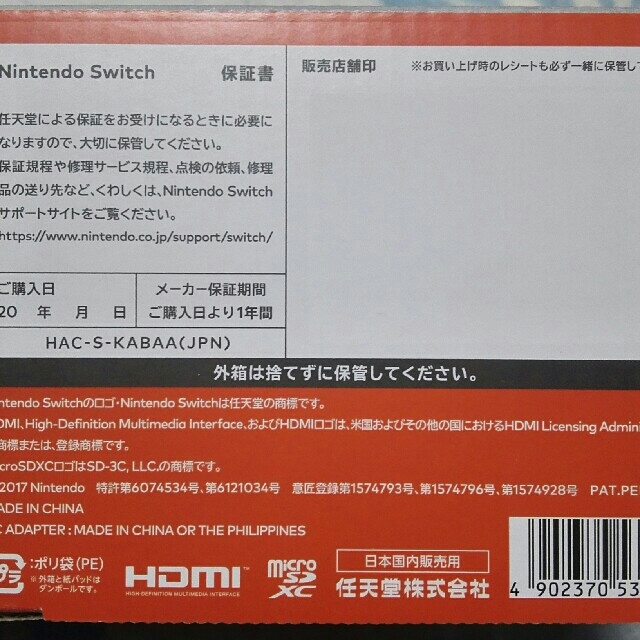 Nintendo Switch 保証書
任天堂による保証をお受けになるときに必要に
なりますので、大切に保管してください。
保証規程や修理サービス規程、点検の依頼、修理
品の送り先など、くわしくは、Nintendo Switch
サポートサイトをご覧ください。
https://www.nintendo.co.jp/support/switch/
ご購入日
20 年 月 日
メーカー保証期間
ご購入日より1年間
HAC-S-KABAA(JPN)
販売店舗印 ※お買い上げ時のレシートも必ず一緒に保管して
外箱は捨てずに保管してください。
ntendo Switchのロゴ・Nintendo Switchは任天堂の商標です。
DMI、High-Definition Multimedia Interface、およびHDMIロゴは、米国およびその他の国におけるHDMI Licensing Admini
商標または、登録商標です。
icroSDXCロゴはSD-3C, LLC.の商標です。
2017 Nintendo 特許第6074534号、第6121034号 意匠登録第1574793号、第1574796号、第1574928号 PAT.PE
ADE IN CHINA
C ADAPTER : MADE IN CHINA OR THE PHILIPPINES
プラ
:ポリ袋(PE)
※外箱と紙パッドは
ダンボールです。
HDMI™
HIGH-DEFINITION MULTIMEDIA INTERFACE
micro
SD
XC
日本国内販売用
任天堂株式会社
4 902370 53